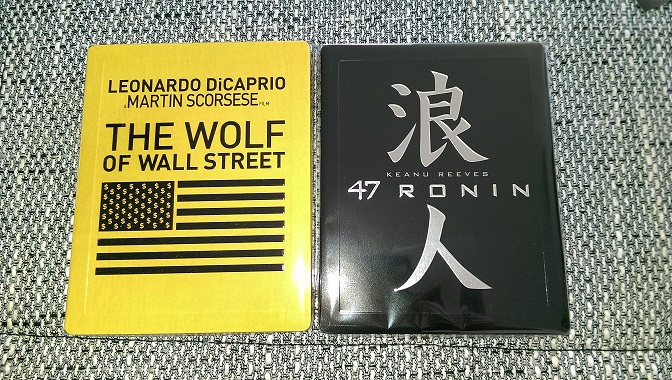 LEONARDO DiCAPRIO
A MARTIN SCORSESE FILM
THE WOLF
OF WALL STREET
浪
KEANU REEVES
47 RONIN
人